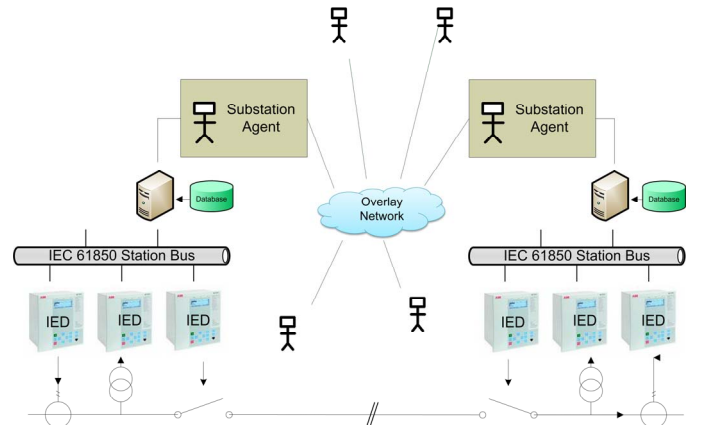 Substation
Agent
Substation
Agent
Database
Overlay
Network
Database
IEC 61850 Station Bus
IEC 61850 Station Bus
IED
IED
IED
IED
IED
IED